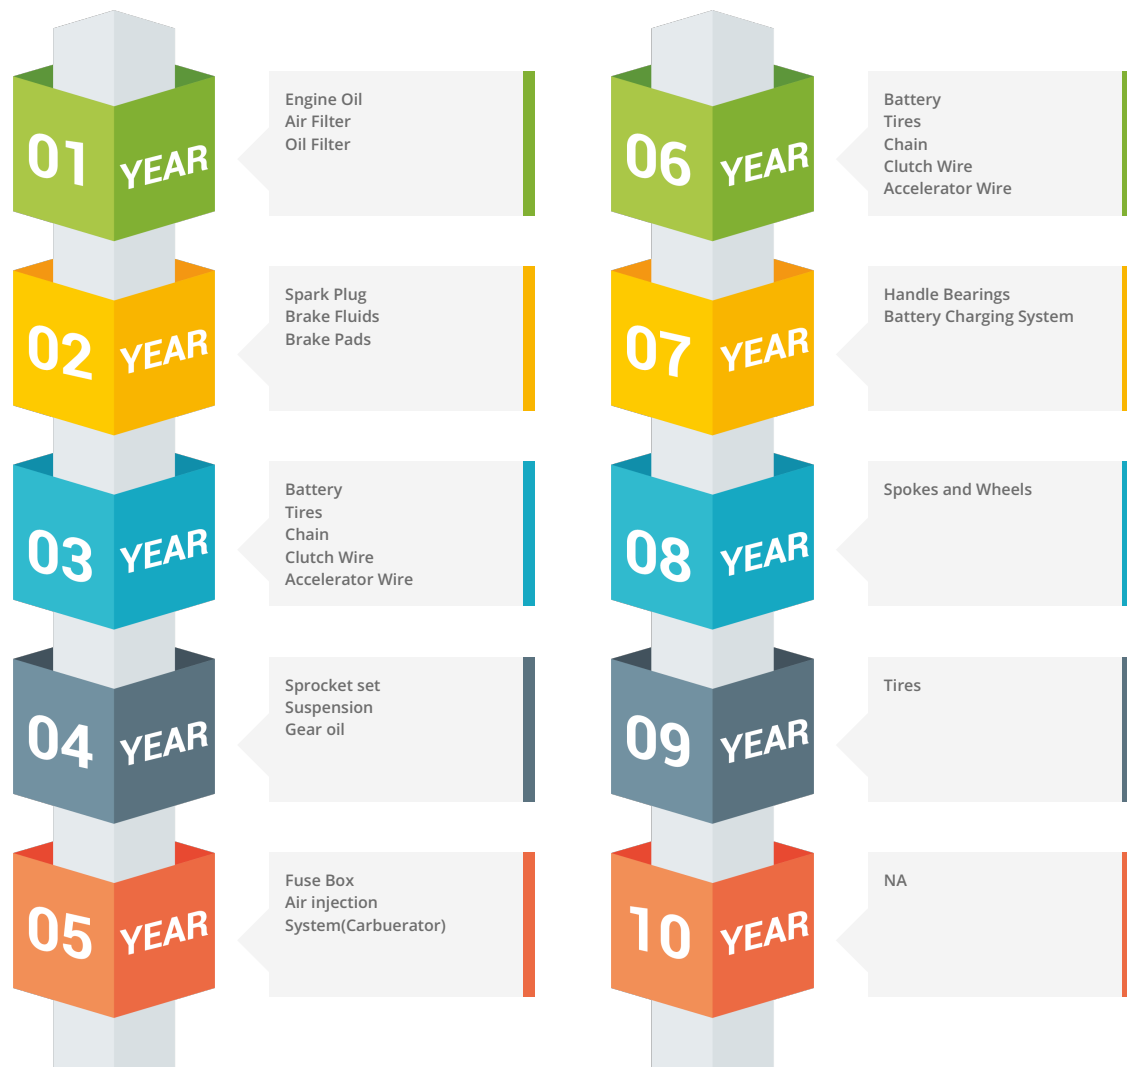 01 YEAR
Engine Oil
Air Filter
Oil Filter
02 YEAR
Spark Plug
Brake Fluids
Brake Pads
03 YEAR
Battery
Tires
Chain
Clutch Wire
Accelerator Wire
04 YEAR
Sprocket set
Suspension
Gear oil
05 YEAR
Fuse Box
Air injection
System(Carbuerator)
06 YEAR
Battery
Tires
Chain
Clutch Wire
Accelerator Wire
07 YEAR
Handle Bearings
Battery Charging System
08 YEAR
Spokes and Wheels
09 YEAR
Tires
10 YEAR
NA